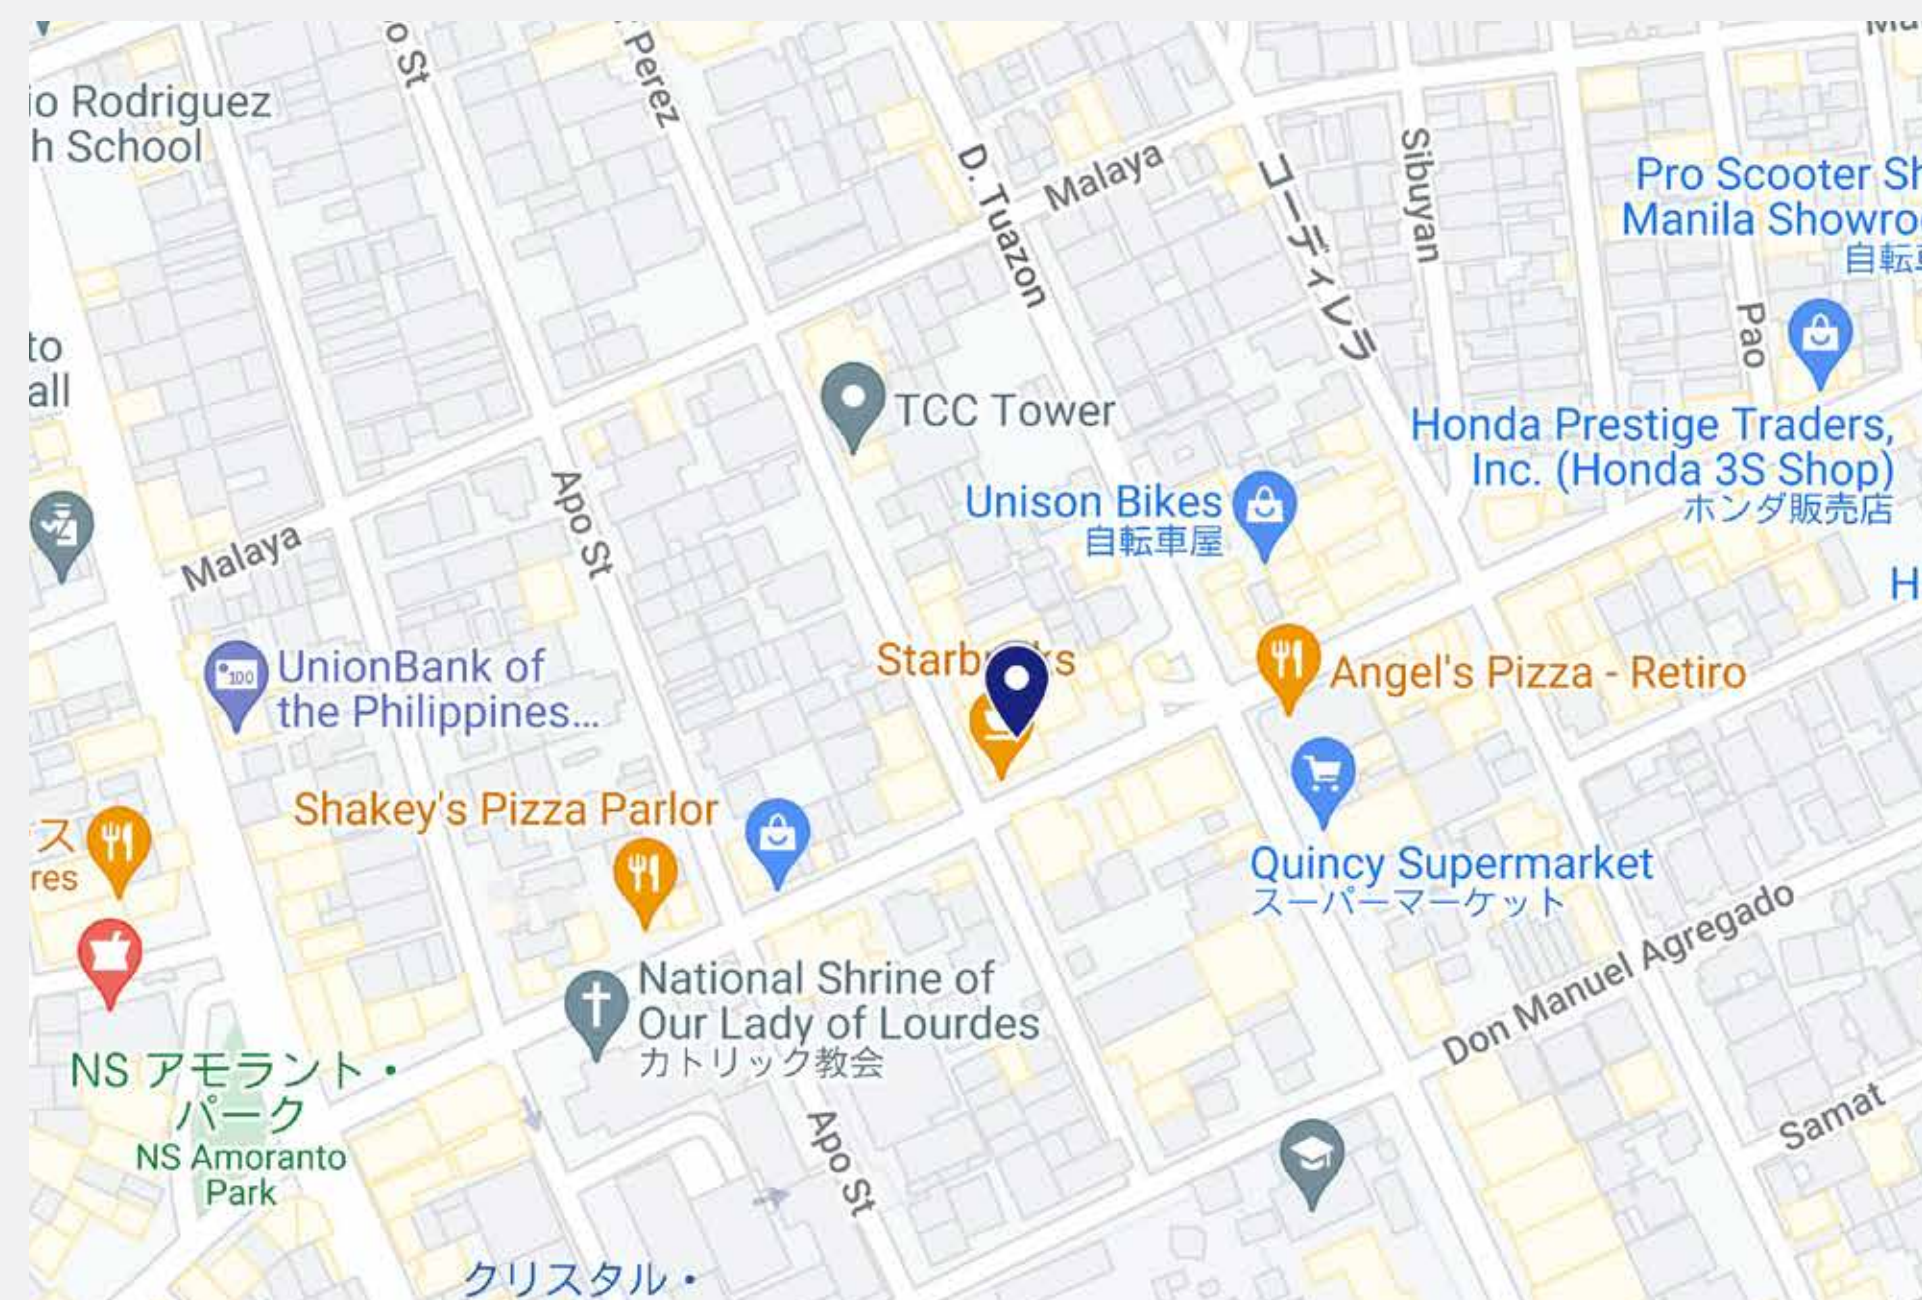 o St
Perez
io Rodriguez
h School
D. Tuazon
Malaya
コーディレラ
Sibuyan
Pro Scooter Sh
Manila Showroo
自転車
Pao
to
all
TCC Tower
Honda Prestige Traders,
Inc. (Honda 3S Shop)
ホンダ販売店
Apo St
Unison Bikes
自転車屋
Malaya
H
UnionBank of
the Philippines...
100
Angel's Pizza - Retiro
Shakey's Pizza Parlor
ス
res
Quincy Supermarket
スーパーマーケット
Don Manuel Agregado
National Shrine of
Our Lady of Lourdes
カトリック教会
NS アモラント・
パーク
NS Amoranto
Park
Apo St
Samat
クリスタル・